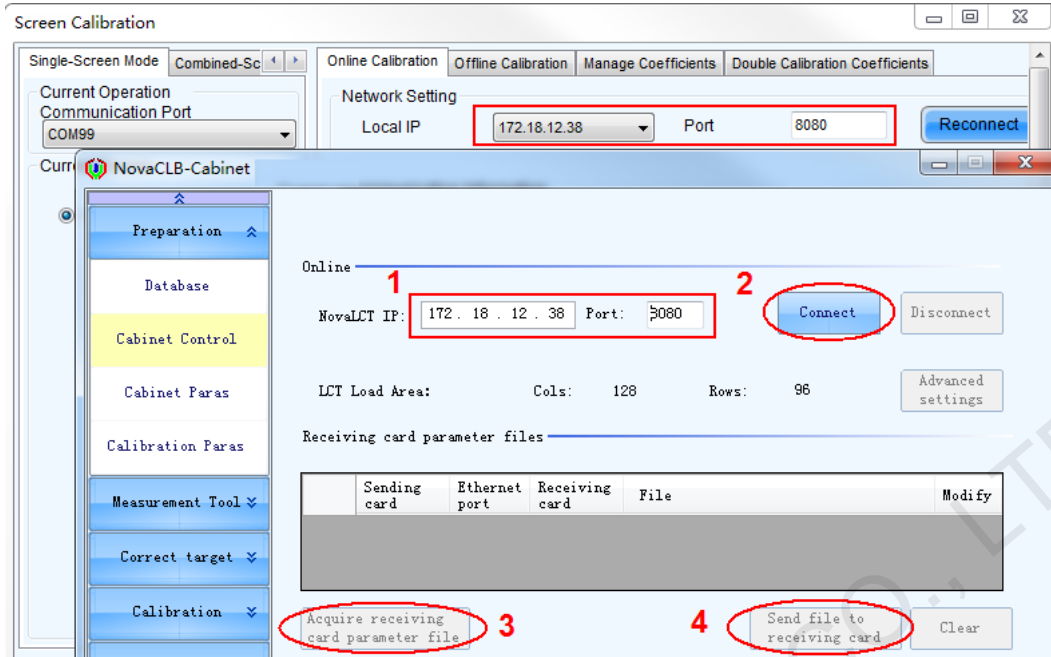 Screen Calibration
Single-Screen Mode Combined-Sc
Online Calibration Offline Calibration Manage Coefficients Double Calibration Coefficients
Current Operation
Communication Port
COM99
Network Setting
Local IP 172.18.12.38 Port 8080 Reconnect
Curre
NovaCLB-Cabinet
Preparation
Database
Cabinet Control
Cabinet Paras
Calibration Paras
Measurement Tool
Correct target
Calibration
Online
1
2
NovaLCT IP: 172 . 18 . 12 . 38 Port: 8080 Connect Disconnect
LCT Load Area: Cols: 128 Rows: 96 Advanced settings
Receiving card parameter files
Sending card Ethernet port Receiving card File Modify
Acquire receiving card parameter file 3 4 Send file to receiving card Clear
CO., LT